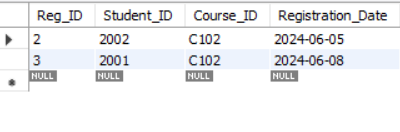 Reg_ID Student_ID Course_ID Registration_Date
2 2002 C102 2024-06-05
3 2001 C102 2024-06-08
NULL NULL NULL NULL